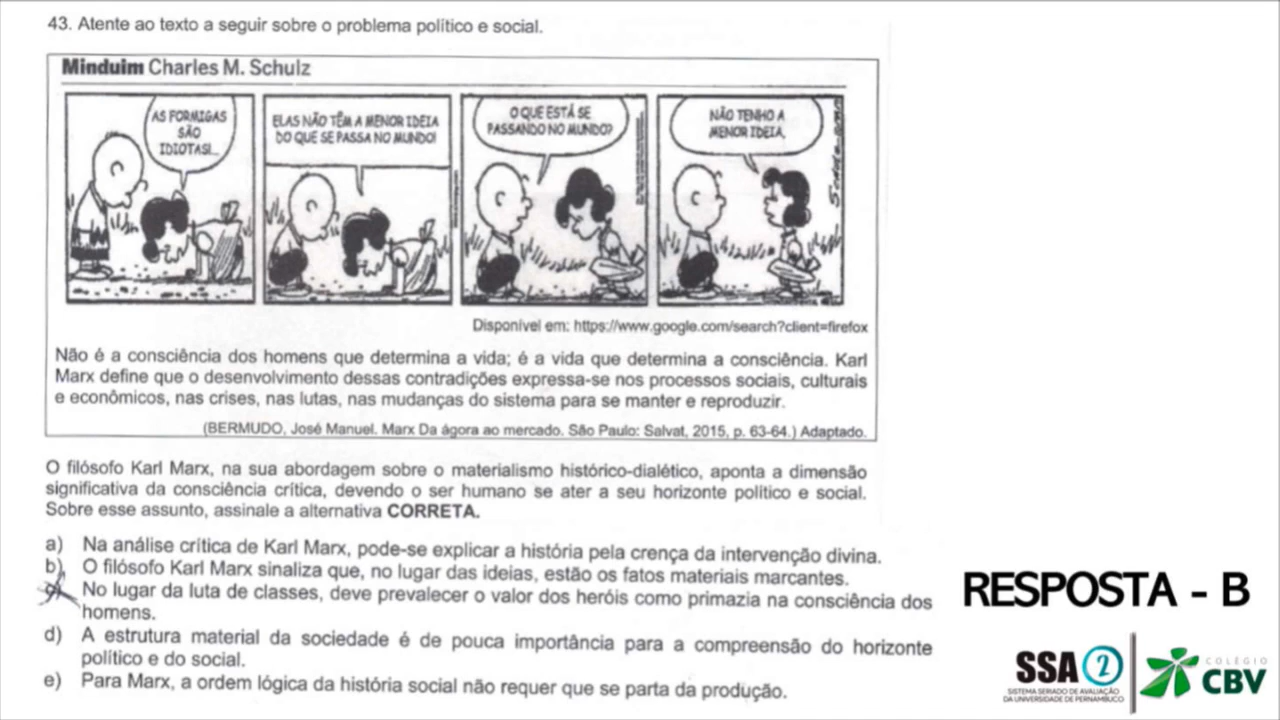 43. Atente ao texto a seguir sobre o problema político e social.
Minduim Charles M. Schulz
AS FORMIGAS
SÃO
IDIOTAS!...
ELAS NÃO TÊM A MENOR IDEIA
DO QUE SE PASSA NO MUNDO!
O QUE ESTÁ SE
PASSANDO NO MUNDO?
NÃO TENHO A
MENOR IDEIA.
Disponível em: https://www.google.com/search?client=firefox
Não é a consciência dos homens que determina a vida; é a vida que determina a consciência. Karl
Marx define que o desenvolvimento dessas contradições expressa-se nos processos sociais, culturais
e econômicos, nas crises, nas lutas, nas mudanças do sistema para se manter e reproduzir.
(BERMUDO, José Manuel. Marx Da ágora ao mercado. São Paulo: Salvat, 2015, p. 63-64.) Adaptado.
O filósofo Karl Marx, na sua abordagem sobre o materialismo histórico-dialético, aponta a dimensão
significativa da consciência crítica, devendo o ser humano se ater a seu horizonte político e social.
Sobre esse assunto, assinale a alternativa CORRETA.
a) Na análise crítica de Karl Marx, pode-se explicar a história pela crença da intervenção divina.
b) O filósofo Karl Marx sinaliza que, no lugar das ideias, estão os fatos materiais marcantes.
No lugar da luta de classes, deve prevalecer o valor dos heróis como primazia na consciência dos
homens.
d) A estrutura material da sociedade é de pouca importância para a compreensão do horizonte
político e do social.
e) Para Marx, a ordem lógica da história social não requer que se parta da produção.
RESPOSTA - B
SSA 2
SISTEMA SERIADO DE AVALIAÇÃO
DA UNIVERSIDADE DE PERNAMBUCO
COLÉGIO
CBV